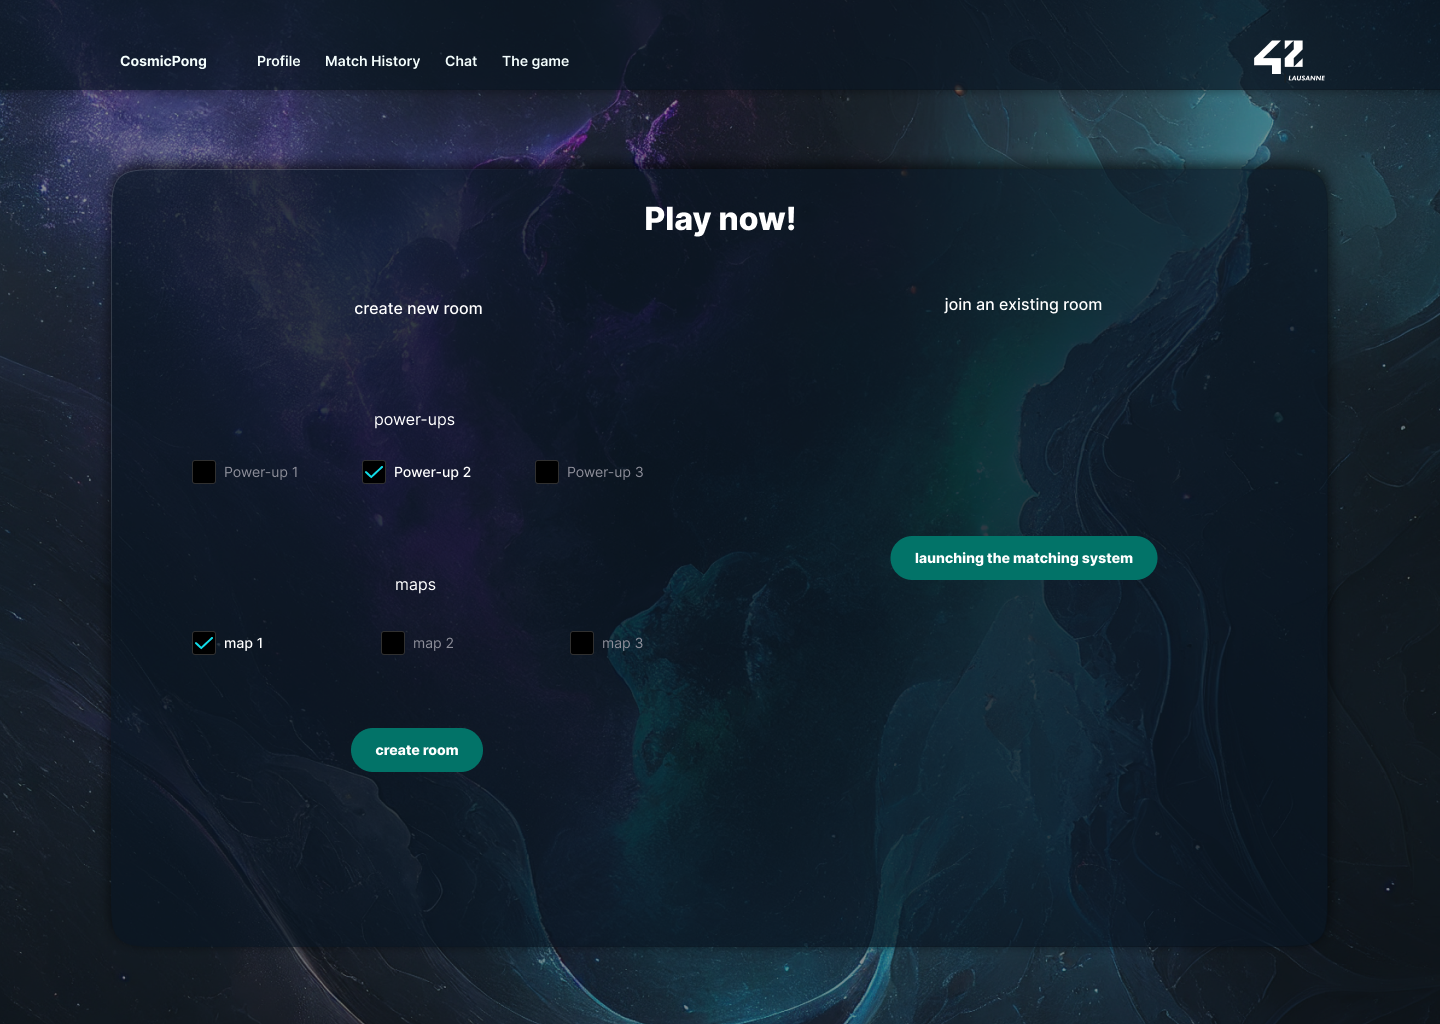 CosmicPong
Profile
Match History
Chat
The game
42
LAUSANNE
Play now!
create new room
power-ups
Power-up 1
Power-up 2
Power-up 3
maps
map 1
map 2
map 3
create room
join an existing room
launching the matching system